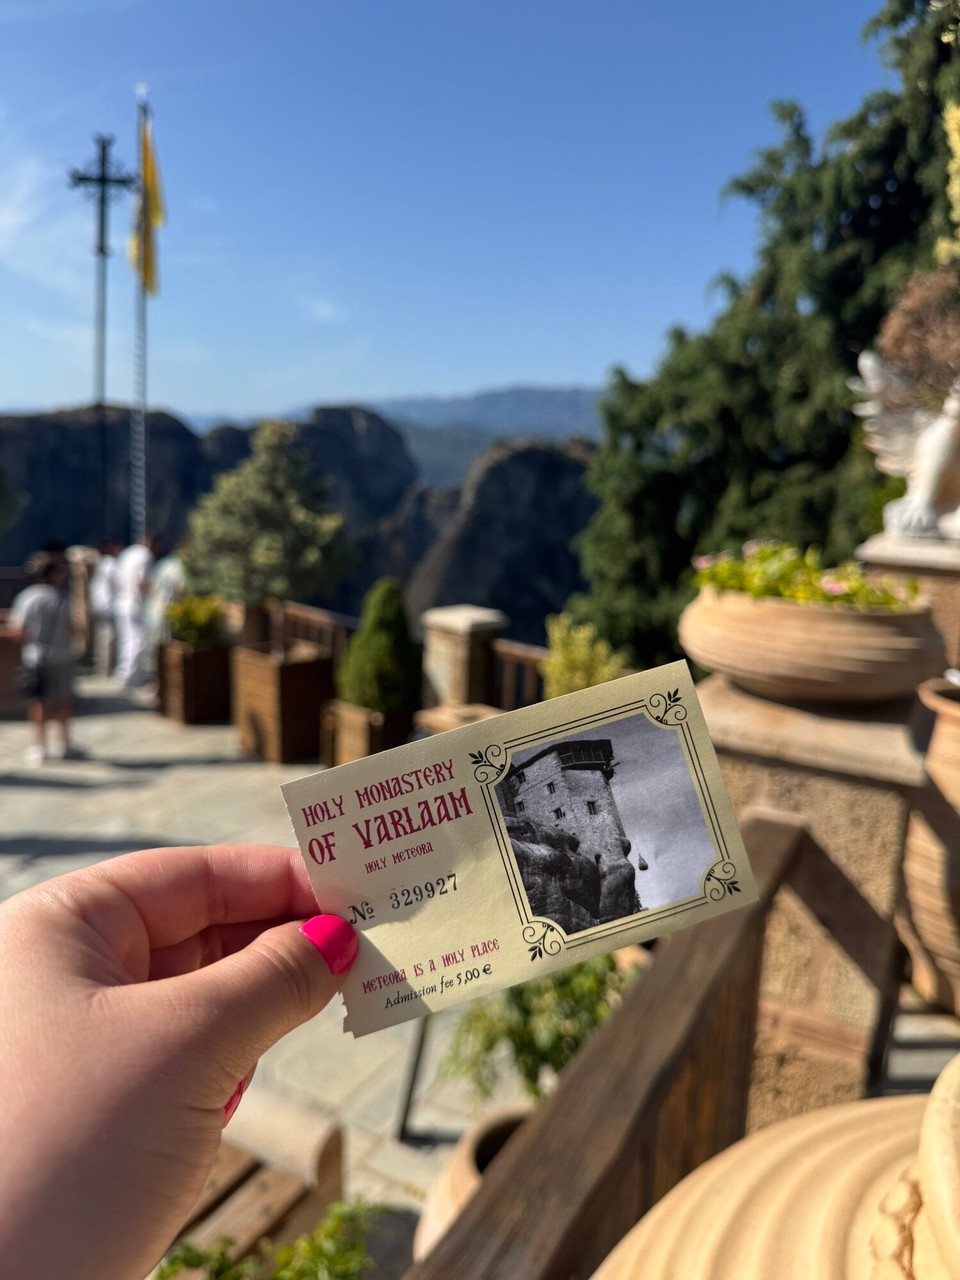 HOLY MONASTERY
OF VARLAAM
HOLY METEORA
№ 329927
METEORA IS A HOLY PLACE
Admission fee 5,00 €